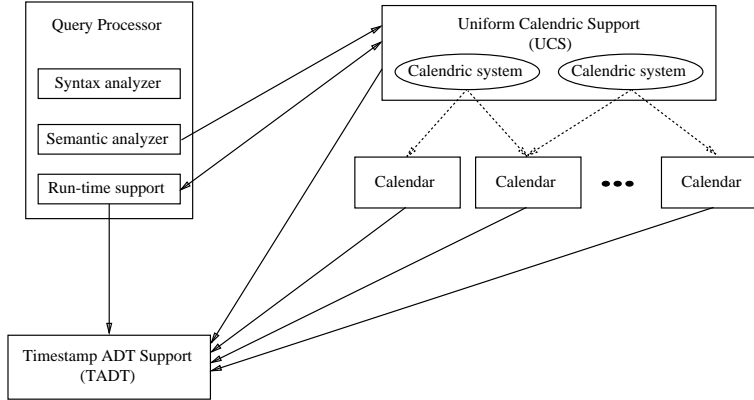 Query Processor
Syntax analyzer
Semantic analyzer
Run-time support
Uniform Calendric Support
(UCS)
Calendric system
Calendric system
Calendar
Calendar
Calendar
Timestamp ADT Support
(TADT)